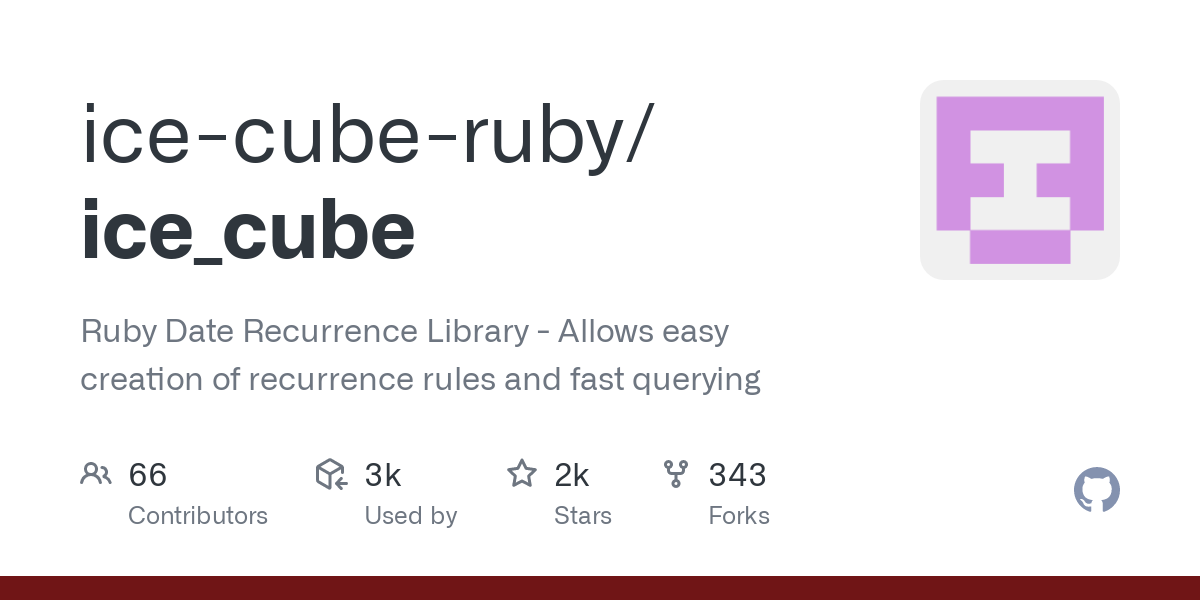 ice-cube-ruby/
ice_cube
Ruby Date Recurrence Library - Allows easy
creation of recurrence rules and fast querying
66 3k 2k 343
Contributors Used by Stars Forks